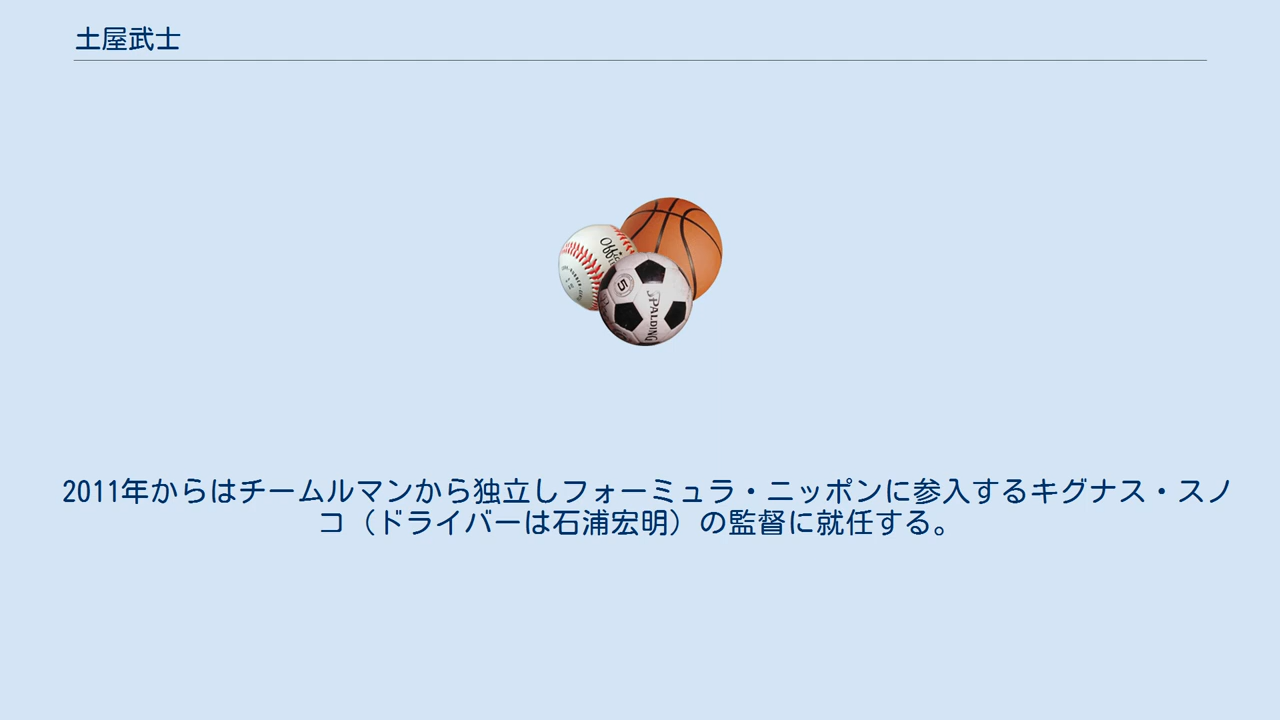 土屋武士
Offic
5
SPALDING
2011年からはチームルマンから独立しフォーミュラ・ニッポンに参入するキグナス・スノ
コ（ドライバーは石浦宏明）の監督に就任する。